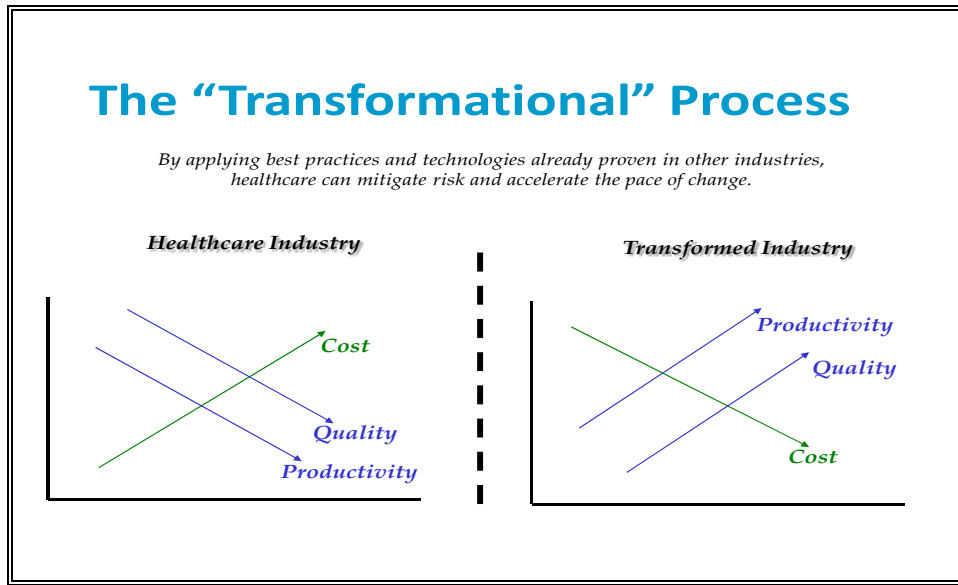 The “Transformational” Process
By applying best practices and technologies already proven in other industries,
healthcare can mitigate risk and accelerate the pace of change.
Healthcare Industry
Cost
Quality
Productivity
Transformed Industry
Productivity
Quality
Cost